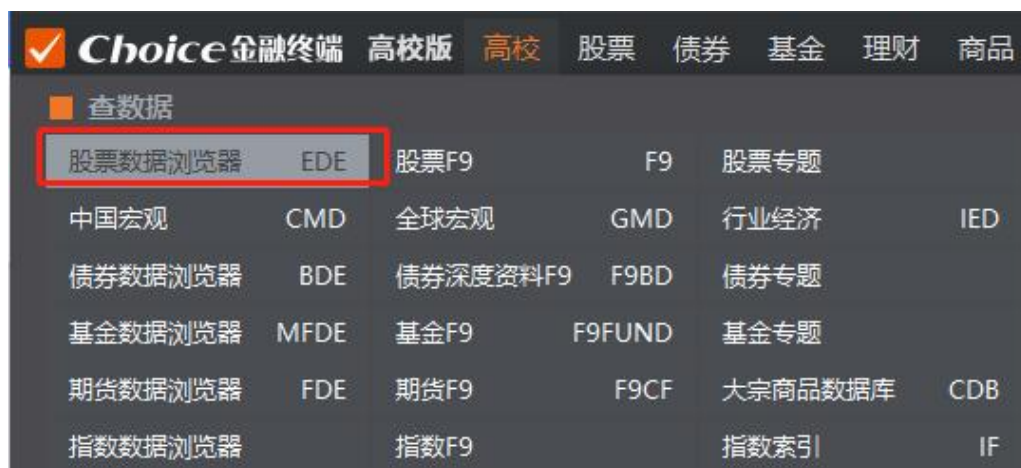 Choice金融终端 高校版 高校 股票 债券 基金 理财 商品
查数据
股票数据浏览器 EDE 股票F9 F9 股票专题
中国宏观 CMD 全球宏观 GMD 行业经济 IED
债券数据浏览器 BDE 债券深度资料F9 F9BD 债券专题
基金数据浏览器 MFDE 基金F9 F9FUND 基金专题
期货数据浏览器 FDE 期货F9 F9CF 大宗商品数据库 CDB
指数数据浏览器 指数F9 指数索引 IF